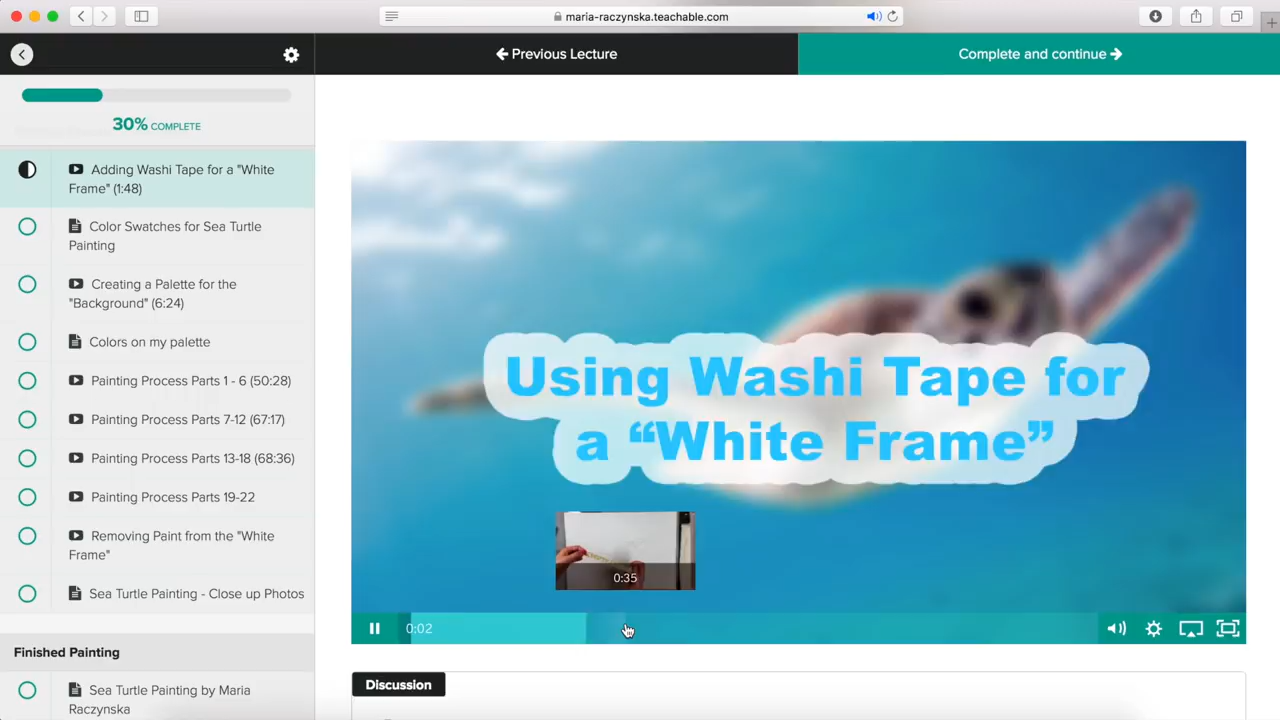 maria-raczynska.teachable.com
Previous Lecture
Complete and continue
30% COMPLETE
Adding Washi Tape for a "White
Frame" (1:48)
Color Swatches for Sea Turtle
Painting
Creating a Palette for the
"Background" (6:24)
Colors on my palette
Painting Process Parts 1 - 6 (50:28)
Painting Process Parts 7-12 (67:17)
Painting Process Parts 13-18 (68:36)
Painting Process Parts 19-22
Removing Paint from the "White
Frame"
Sea Turtle Painting - Close up Photos
Finished Painting
Sea Turtle Painting by Maria
Raczynska
Using Washi Tape for
a “White Frame”
0:35
0:02
Discussion